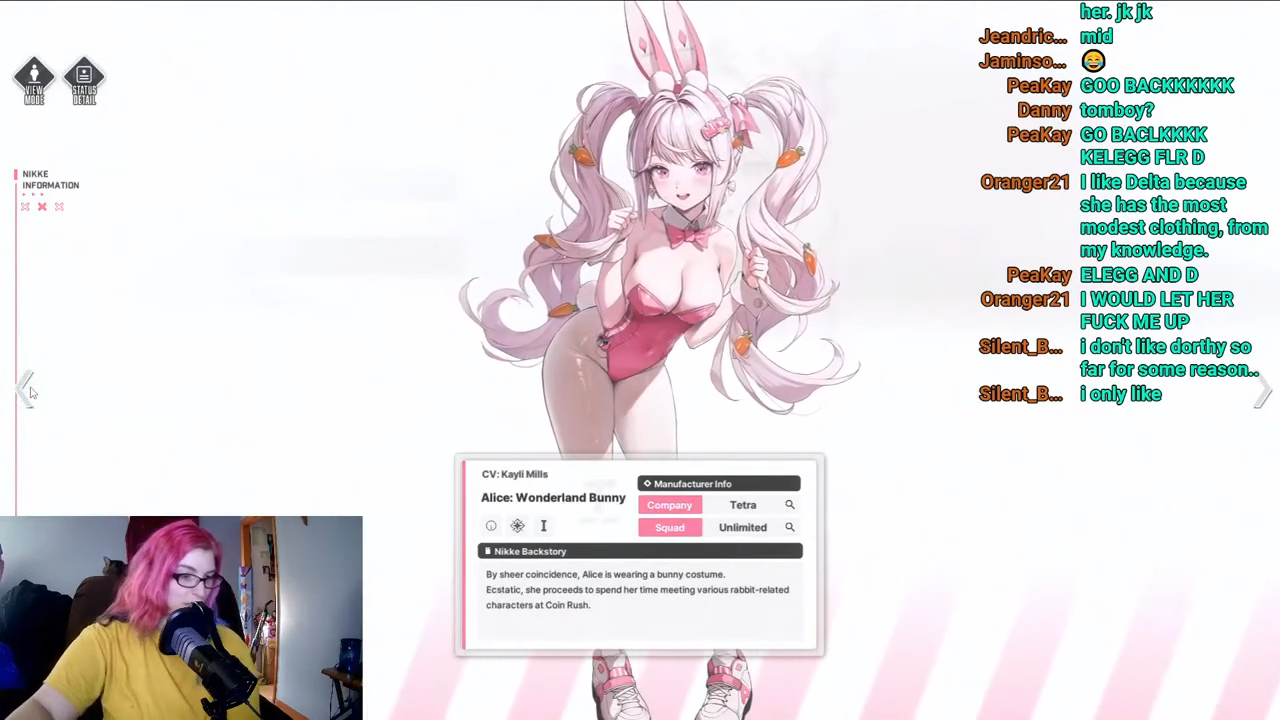 VIEW
MODE
STATUS
DETAIL
NIKKE
INFORMATION
CV: Kayli Mills
Alice: Wonderland Bunny
Manufacturer Info
Company Tetra
Squad Unlimited
Nikke Backstory
By sheer coincidence, Alice is wearing a bunny costume.
Ecstatic, she proceeds to spend her time meeting various rabbit-related
characters at Coin Rush.
her. jk jk
Jeandric... mid
Jaminso... 😂
PeaKay GOO BACKKKKKK
Danny tomboy?
PeaKay GO BACLKKKK
KELEGG FLR D
Oranger21 I like Delta because
she has the most
modest clothing, from
my knowledge.
PeaKay ELEGG AND D
Oranger21 I WOULD LET HER
FUCK ME UP
Silent_B... i don't like dorthy so
far for some reason..
Silent_B... i only like